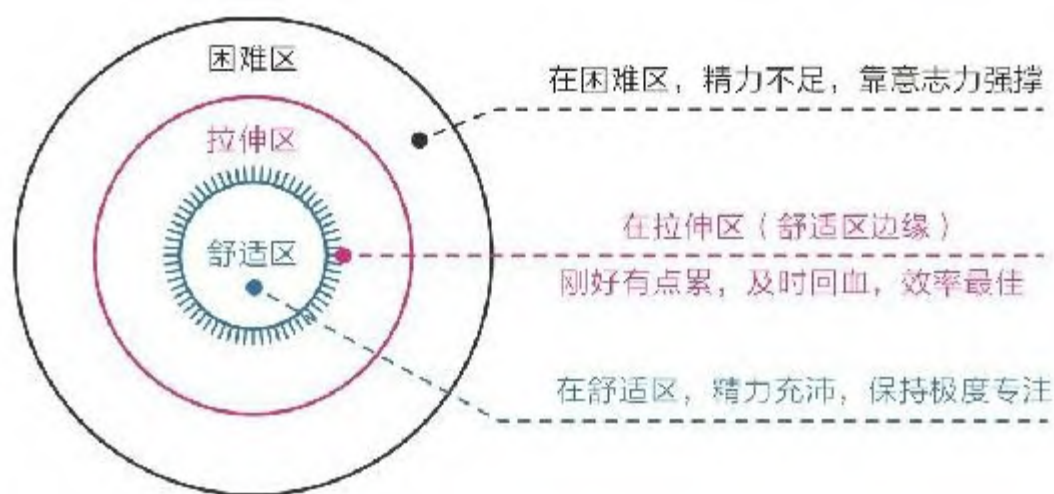 困难区
在困难区，精力不足，靠意志力强撑
拉伸区
在拉伸区（舒适区边缘）
舒适区
刚好有点累，及时回血，效率最佳
在舒适区，精力充沛，保持极度专注